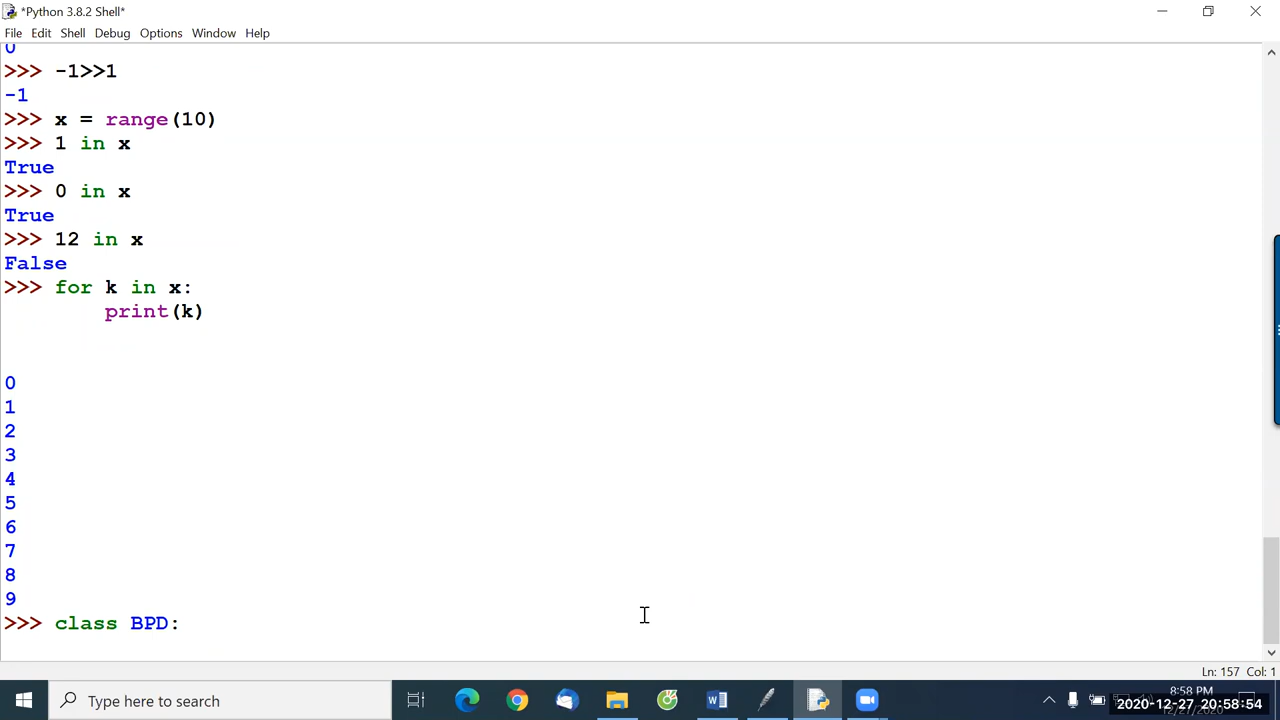 *Python 3.8.2 Shell*
File Edit Shell Debug Options Window Help
0
>>> -1>>1
-1
>>> x = range(10)
>>> 1 in x
True
>>> 0 in x
True
>>> 12 in x
False
>>> for k in x:
print(k)
0
1
2
3
4
5
6
7
8
9
>>> class BPD:
Ln: 157 Col: 1
Type here to search
8:58 PM
2020-12-27 20:58:54